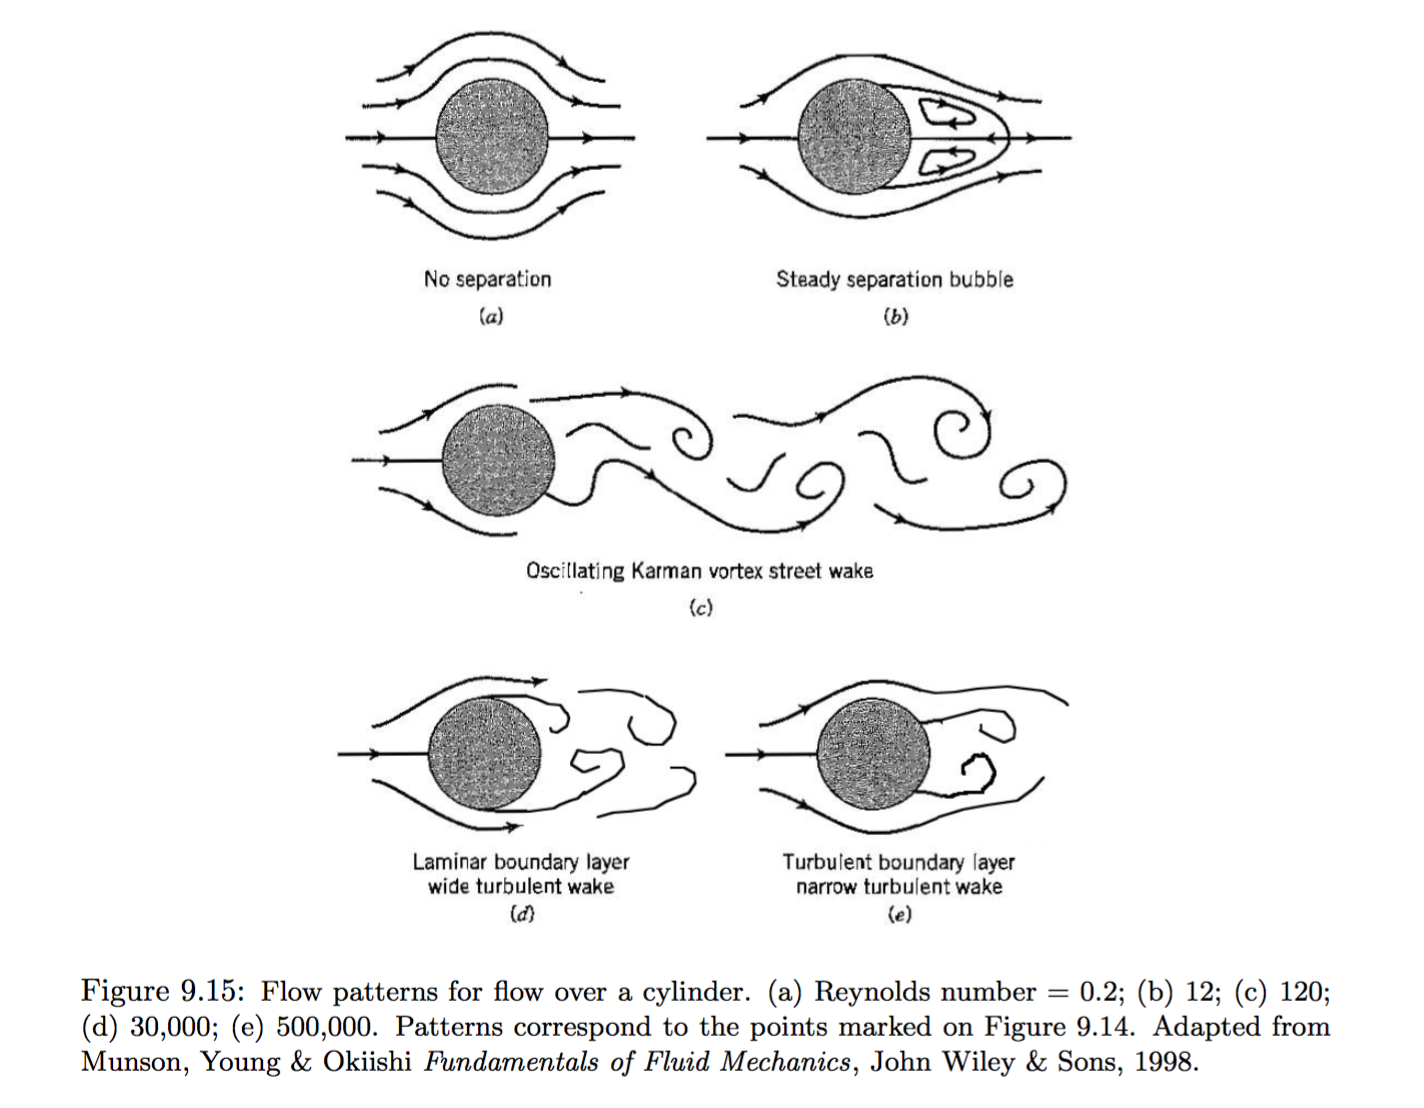 No separation
(a)
Steady separation bubble
(b)
Oscillating Karman vortex street wake
(c)
Laminar boundary layer
wide turbulent wake
(d)
Turbulent boundary layer
narrow turbulent wake
(e)
Figure 9.15: Flow patterns for flow over a cylinder. (a) Reynolds number = 0.2; (b) 12; (c) 120;
(d) 30,000; (e) 500,000. Patterns correspond to the points marked on Figure 9.14. Adapted from
Munson, Young & Okiishi Fundamentals of Fluid Mechanics, John Wiley & Sons, 1998.